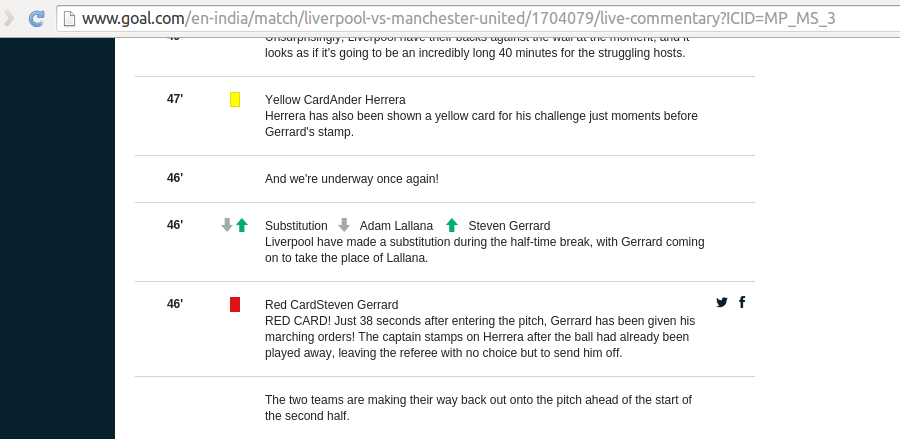 www.goal.com/en-india/match/liverpool-vs-manchester-united/1704079/live-commentary?ICID=MP_MS_3
Unsurprisingly, Liverpool have their backs against the wall at the moment, and it
looks as if it's going to be an incredibly long 40 minutes for the struggling hosts.
47' Yellow CardAnder Herrera
Herrera has also been shown a yellow card for his challenge just moments before
Gerrard's stamp.
46' And we're underway once again!
46' Substitution Adam Lallana Steven Gerrard
Liverpool have made a substitution during the half-time break, with Gerrard coming
on to take the place of Lallana.
46' Red CardSteven Gerrard
RED CARD! Just 38 seconds after entering the pitch, Gerrard has been given his
marching orders! The captain stamps on Herrera after the ball had already been
played away, leaving the referee with no choice but to send him off.
The two teams are making their way back out onto the pitch ahead of the start of
the second half.